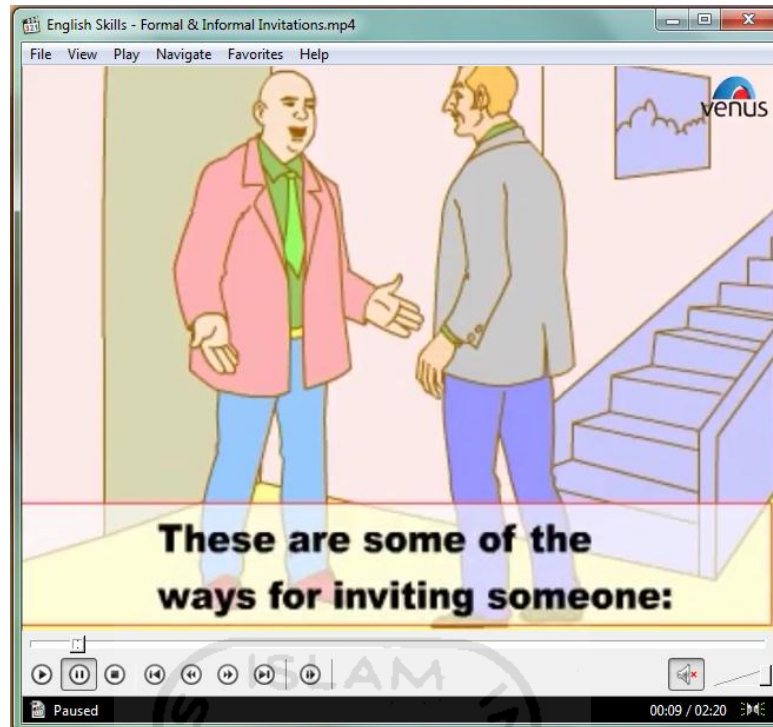 English Skills - Formal & Informal Invitations.mp4
File View Play Navigate Favorites Help
venus
These are some of the
ways for inviting someone:
ISLAM
Paused 00:09 / 02:20